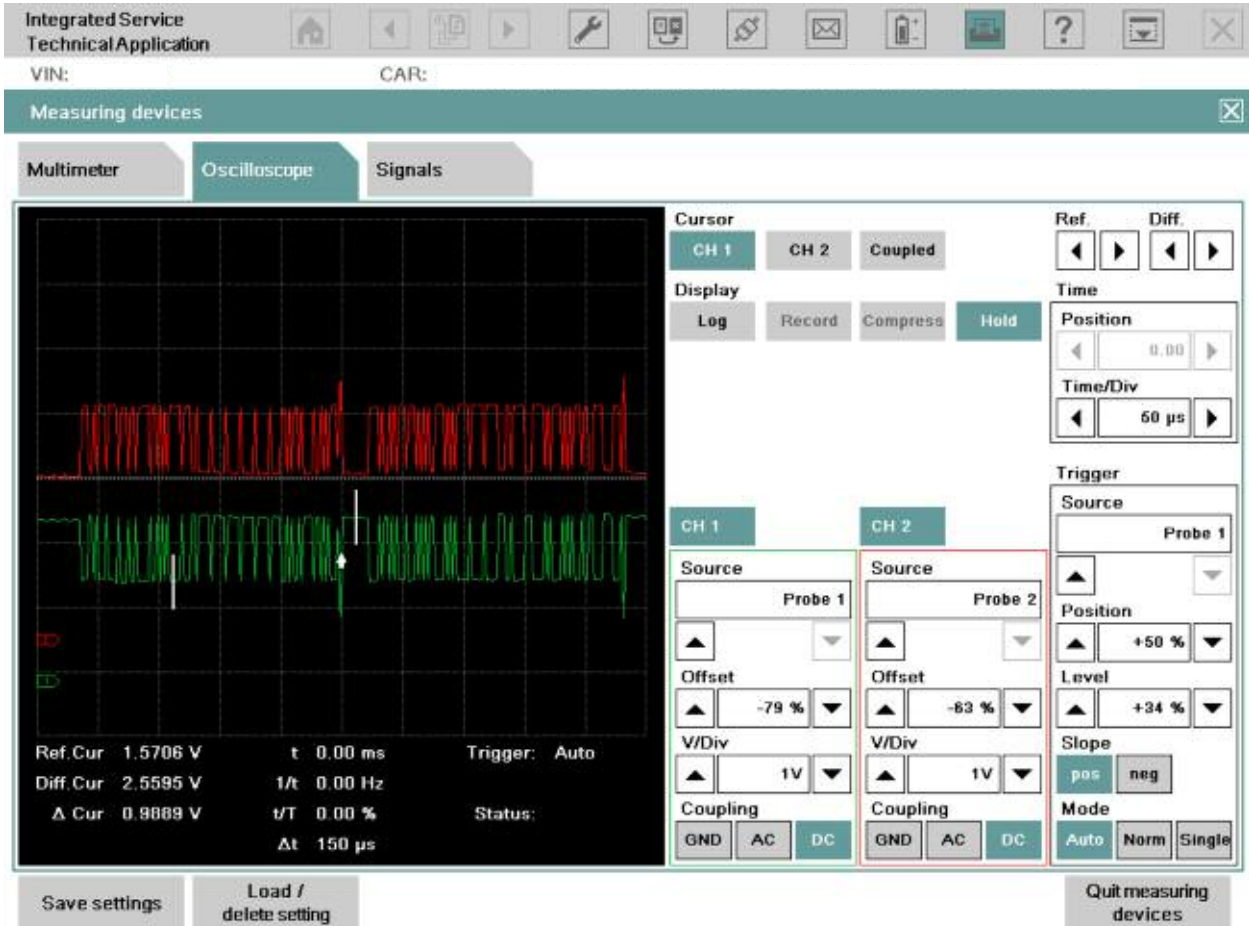 Integrated Service
Technical Application
VIN:
CAR:
Measuring devices
Multimeter
Oscilloscope
Signals
Cursor
CH 1
CH 2
Coupled
Ref.
Diff.
Display
Log
Record
Compress
Hold
Time
Position
0.00
Time/Div
50 µs
CH 1
Source
Probe 1
Offset
-79 %
V/Div
1V
Coupling
GND
AC
DC
CH 2
Source
Probe 2
Offset
-63 %
V/Div
1V
Coupling
GND
AC
DC
Trigger
Source
Probe 1
Position
+50 %
Level
+34 %
Slope
pos
neg
Mode
Auto
Norm
Single
Ref.Cur 1.5706 V t 0.00 ms Trigger: Auto
Diff.Cur 2.5595 V 1/t 0.00 Hz
Δ Cur 0.9889 V t/T 0.00 % Status:
Δt 150 µs
Save settings
Load /
delete setting
Quit measuring
devices